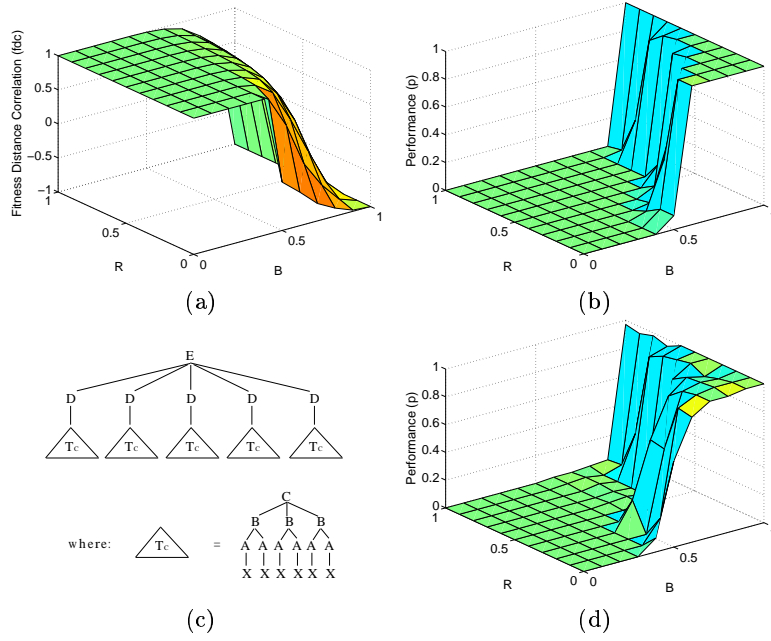 1
0.5
0
−0.5
−1
Fitness Distance Correlation (fdc)
1
0.5
0
R
0
0.5
1
B
(a)
1
0.8
0.6
0.4
0.2
0
Performance (p)
1
0.5
0
R
0
0.5
B
(b)
E
D D D D D
Tc Tc Tc Tc Tc
where: Tc =
C
B B B
A A A A A A
X X X X X X
(c)
1
0.8
0.6
0.4
0.2
0
Performance (p)
1
0.5
0
R
0
0.5
B
(d)